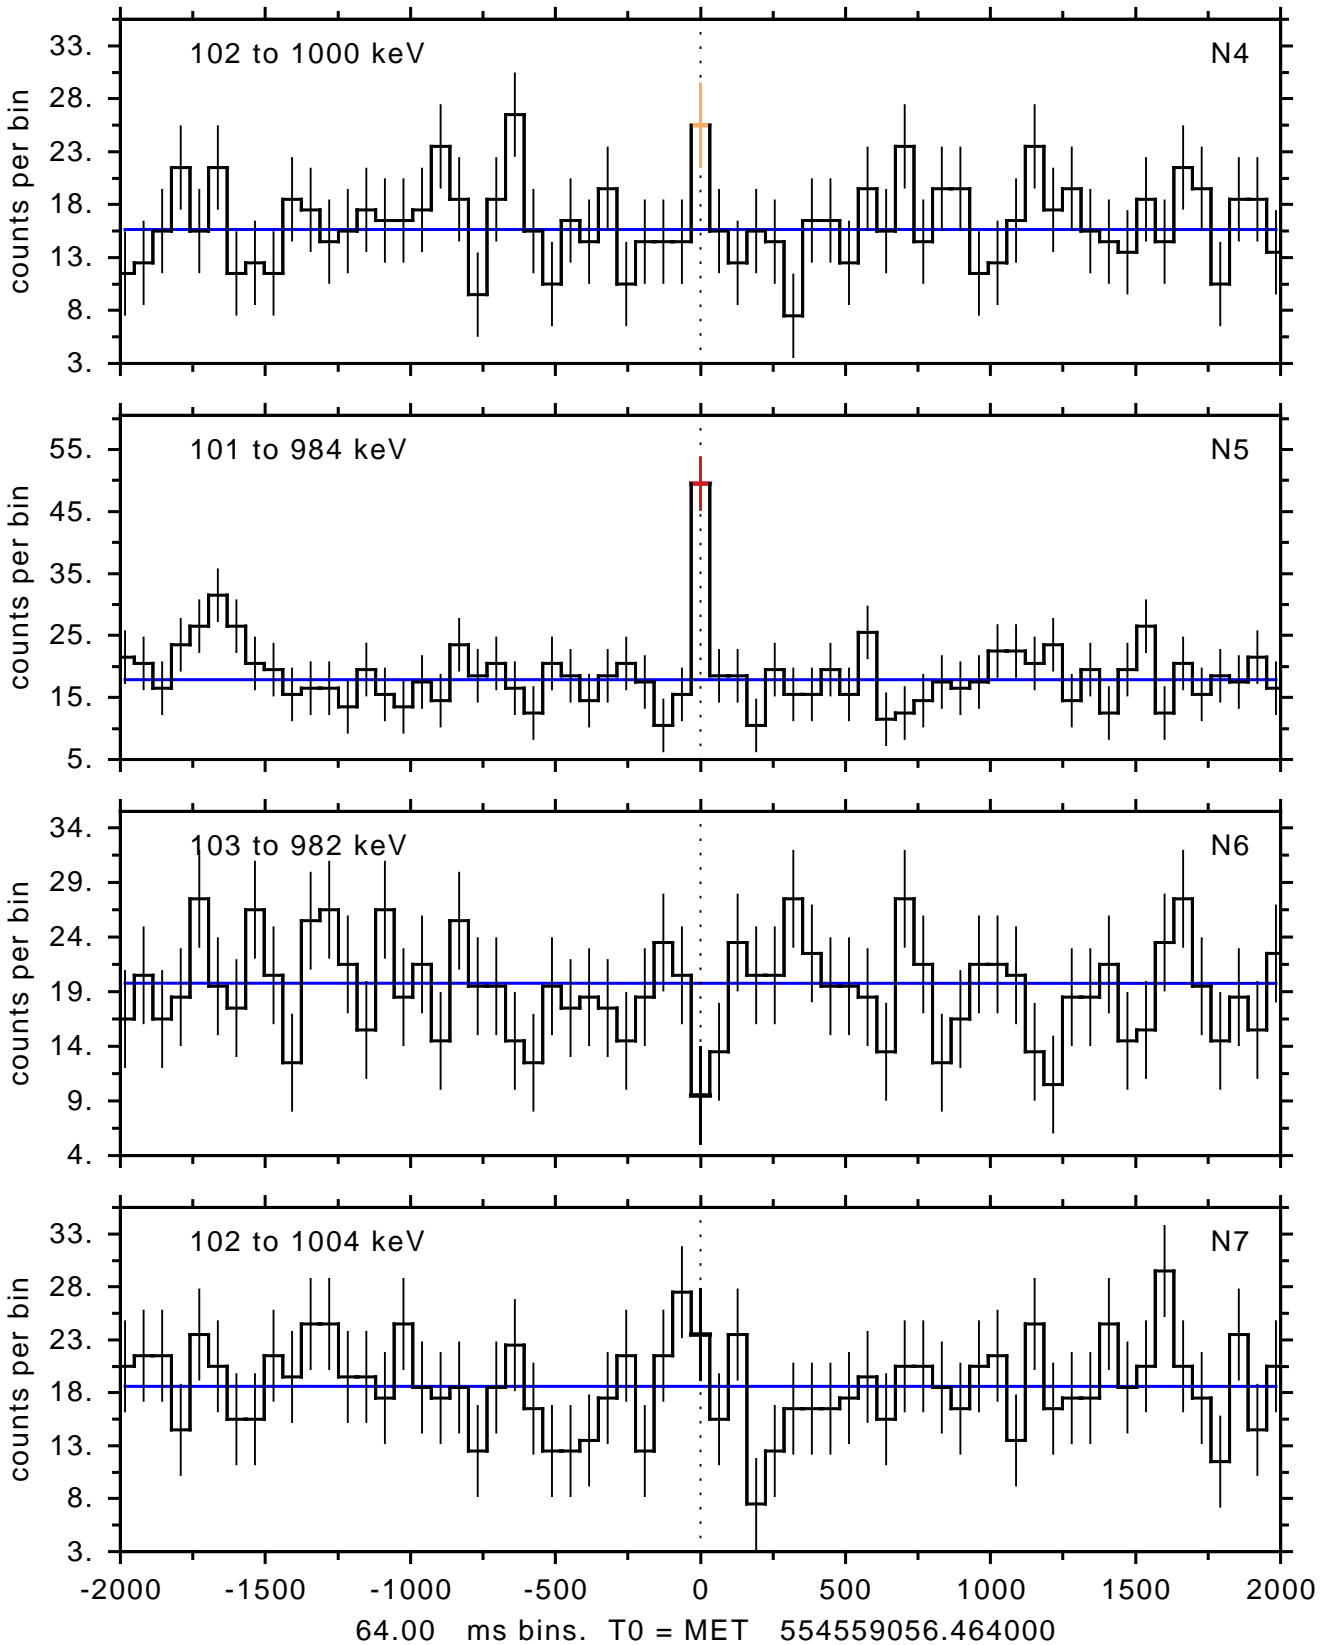 102 to 1000 keV N4
33.
28.
23.
18.
13.
8.
3.
counts per bin
101 to 984 keV N5
55.
45.
35.
25.
15.
5.
counts per bin
103 to 982 keV N6
34.
29.
24.
19.
14.
9.
4.
counts per bin
102 to 1004 keV N7
33.
28.
23.
18.
13.
8.
3.
counts per bin
-2000 -1500 -1000 -500 0 500 1000 1500 2000
64.00 ms bins. T0 = MET 554559056.464000